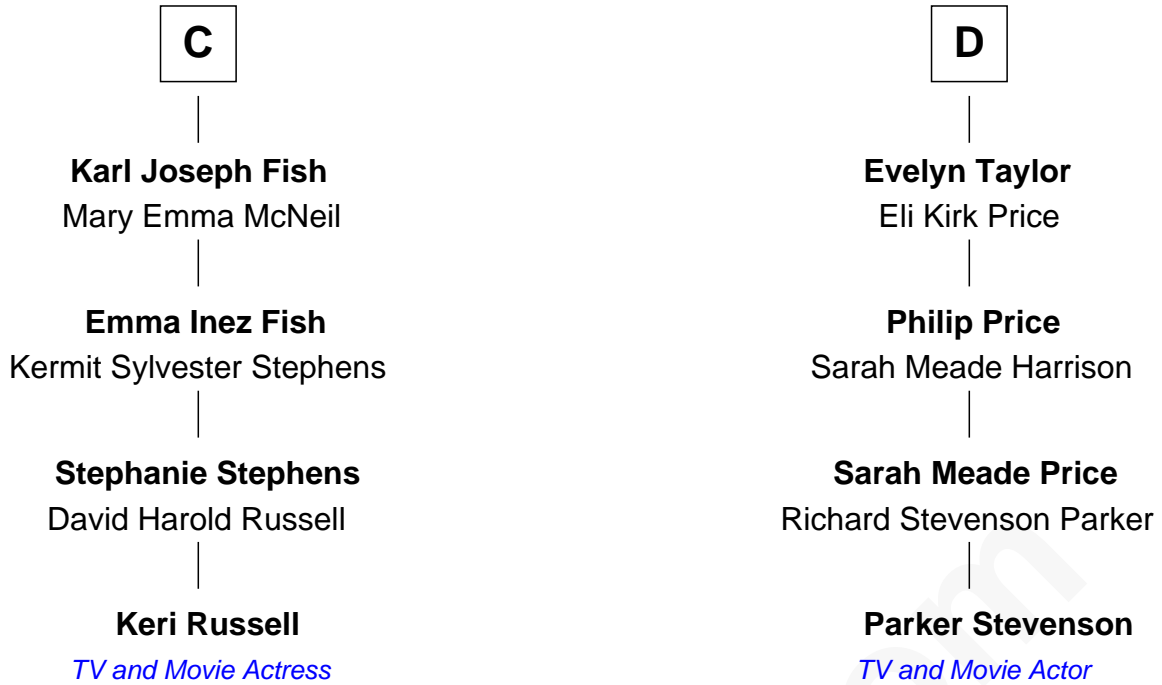 C
Karl Joseph Fish
Mary Emma McNeil
Emma Inez Fish
Kermit Sylvester Stephens
Stephanie Stephens
David Harold Russell
Keri Russell
TV and Movie Actress
D
Evelyn Taylor
Eli Kirk Price
Philip Price
Sarah Meade Harrison
Sarah Meade Price
Richard Stevenson Parker
Parker Stevenson
TV and Movie Actor